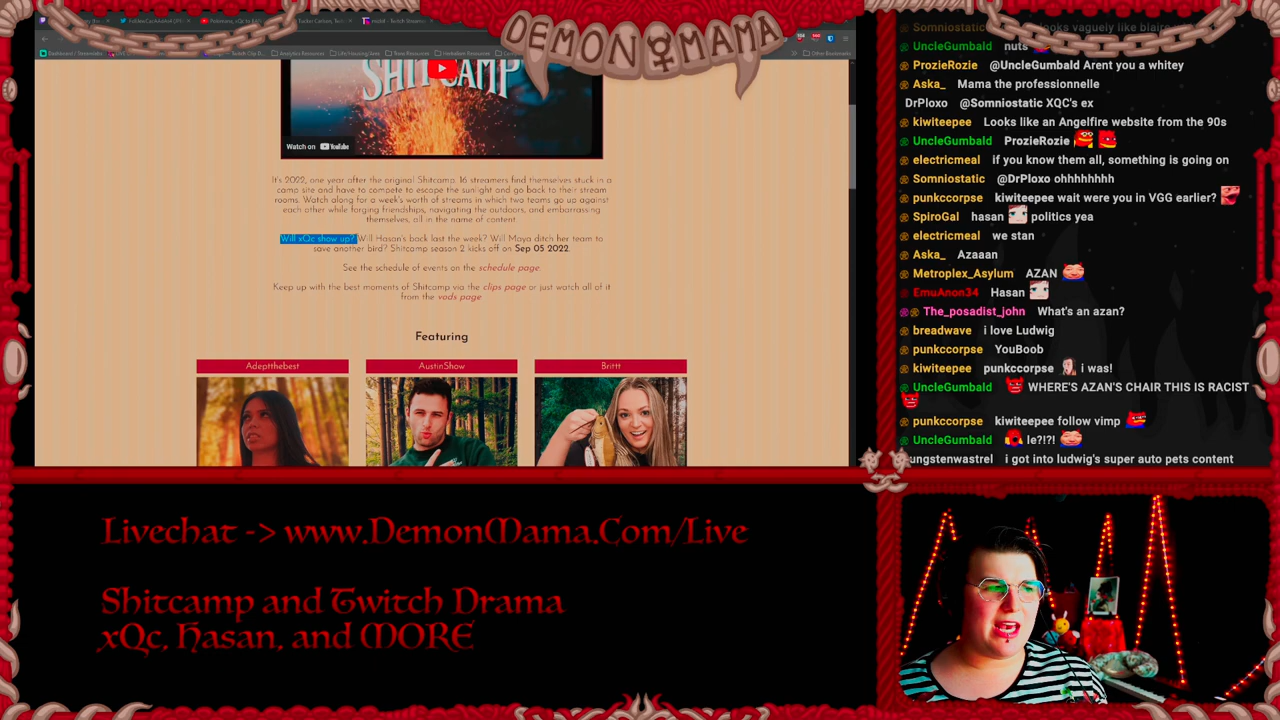 DEMON MAMA
SHITCAMP
Watch on YouTube
It's 2022, one year after the original Shitcamp. 16 streamers find themselves stuck in a
camp site and have to compete to escape the sunlight and go back to their stream
rooms. Watch along for a week's worth of streams in which two teams go up against
each other while forging friendships, navigating the outdoors, and embarrassing
themselves, all in the name of content.
Will xQc show up? Will Hasan's back last the week? Will Maya ditch her team to
save another bird? Shitcamp season 2 kicks off on Sep 05 2022.
See the schedule of events on the schedule page.
Keep up with the best moments of Shitcamp via the clips page or just watch all of it
from the vods page
Featuring
Adeptthebest
AustinShow
Brittt
Somniostatic looks vaguely like blaire
UncleGumbald nuts
ProzieRozie @UncleGumbald Arent you a whitey
Aska_ Mama the professionnelle
DrPloxo @Somniostatic XQC's ex
kiwiteepee Looks like an Angelfire website from the 90s
UncleGumbald ProzieRozie
electricmeal if you know them all, something is going on
Somniostatic @DrPloxo ohhhhhhhh
punkccorpse kiwiteepee wait were you in VGG earlier?
SpiroGal hasan politics yea
electricmeal we stan
Aska_ Azaaan
Metroplex_Asylum AZAN
EmuAnon34 Hasan
The_posadist_john What's an azan?
breadwave i love Ludwig
punkccorpse YouBoob
kiwiteepee punkccorpse i was!
UncleGumbald WHERE'S AZAN'S CHAIR THIS IS RACIST
punkccorpse kiwiteepee follow vimp
UncleGumbald le?!?!
ungstenwastrel i got into ludwig's super auto pets content
Livechat -> www.DemonMama.Com/Live
Shitcamp and Twitch Drama
xQc, Hasan, and MORE